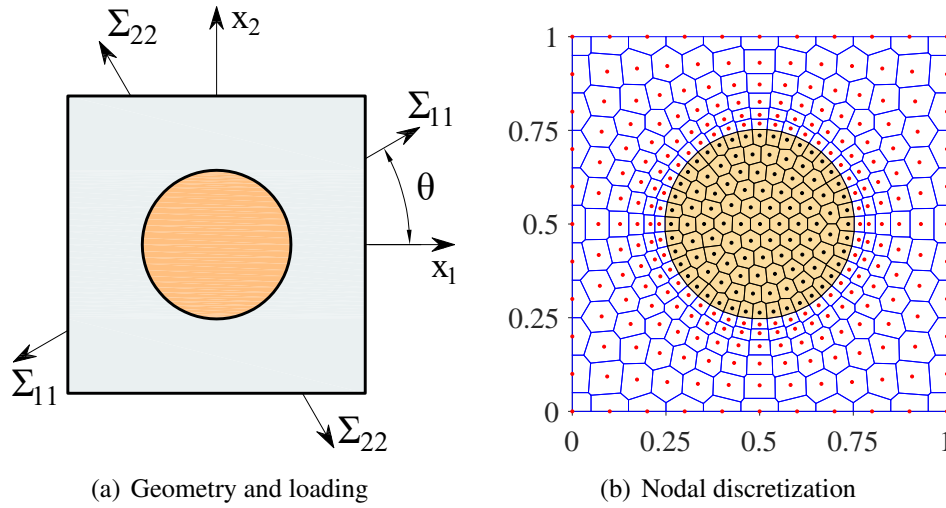 Σ22
x2
Σ11
θ
x1
Σ11
Σ22
(a) Geometry and loading
1
0.75
0.5
0.25
0
0 0.25 0.5 0.75 1
(b) Nodal discretization